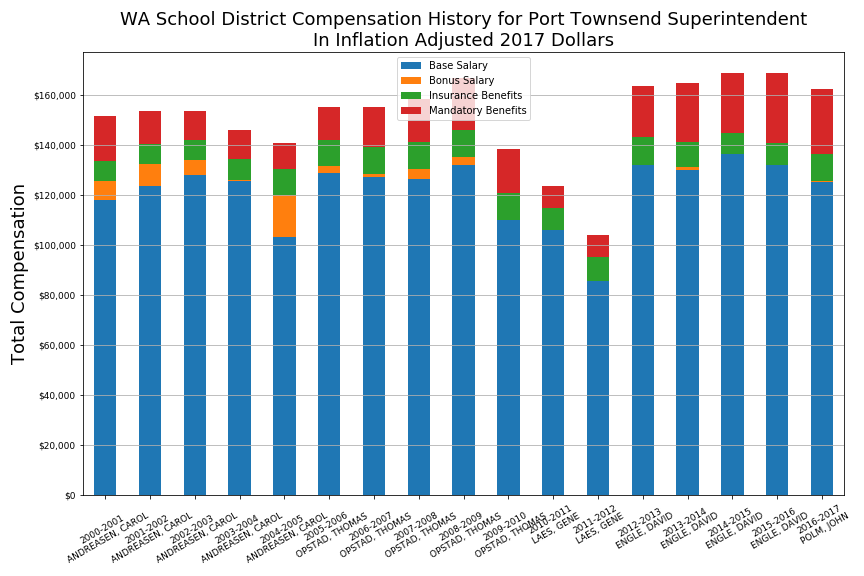 WA School District Compensation History for Port Townsend Superintendent
In Inflation Adjusted 2017 Dollars
Base Salary
Bonus Salary
Insurance Benefits
Mandatory Benefits
Total Compensation
$160,000
$140,000
$120,000
$100,000
$80,000
$60,000
$40,000
$20,000
$0
2000-2001
ANDREASEN, CAROL
2001-2002
ANDREASEN, CAROL
2002-2003
ANDREASEN, CAROL
2003-2004
ANDREASEN, CAROL
2004-2005
ANDREASEN, CAROL
2005-2006
OPSTAD, THOMAS
2006-2007
OPSTAD, THOMAS
2007-2008
OPSTAD, THOMAS
2008-2009
OPSTAD, THOMAS
2009-2010
OPSTAD, THOMAS
2010-2011
LAES, GENE
2011-2012
LAES, GENE
2012-2013
ENGLE, DAVID
2013-2014
ENGLE, DAVID
2014-2015
ENGLE, DAVID
2015-2016
ENGLE, DAVID
2016-2017
POLM, JOHN